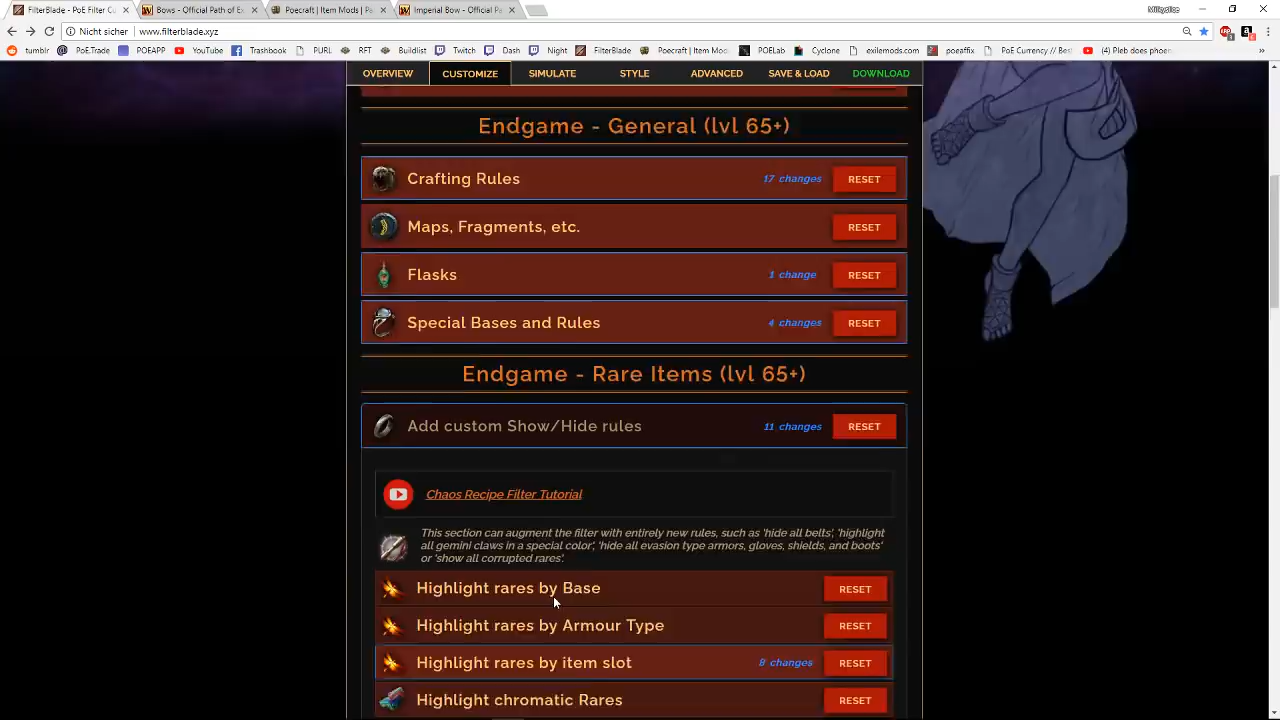 FilterBlade - PoE Filter Cu
Bows - Official Path of Ex
Poecraft | Item Mods | Pa
Imperial Bow - Official Pa
Nicht sicher | www.filterblade.xyz
tumblr
PoE.Trade
POEAPP
YouTube
Trashbook
PURL
RFT
Buildlist
Twitch
Dash
Night
FilterBlade
Poecraft | Item Mods
POELab
Cyclone
exilemods.com
poeaffix
PoE Currency // Best
(4) Pleb does phoen
OVERVIEW
CUSTOMIZE
SIMULATE
STYLE
ADVANCED
SAVE & LOAD
DOWNLOAD
Endgame - General (lvl 65+)
Crafting Rules 17 changes RESET
Maps, Fragments, etc. RESET
Flasks 1 change RESET
Special Bases and Rules 4 changes RESET
Endgame - Rare Items (lvl 65+)
Add custom Show/Hide rules 11 changes RESET
Chaos Recipe Filter Tutorial
This section can augment the filter with entirely new rules, such as 'hide all belts', 'highlight
all gemini claws in a special color', 'hide all evasion type armors, gloves, shields, and boots'
or 'show all corrupted rares'.
Highlight rares by Base RESET
Highlight rares by Armour Type RESET
Highlight rares by item slot 8 changes RESET
Highlight chromatic Rares RESET